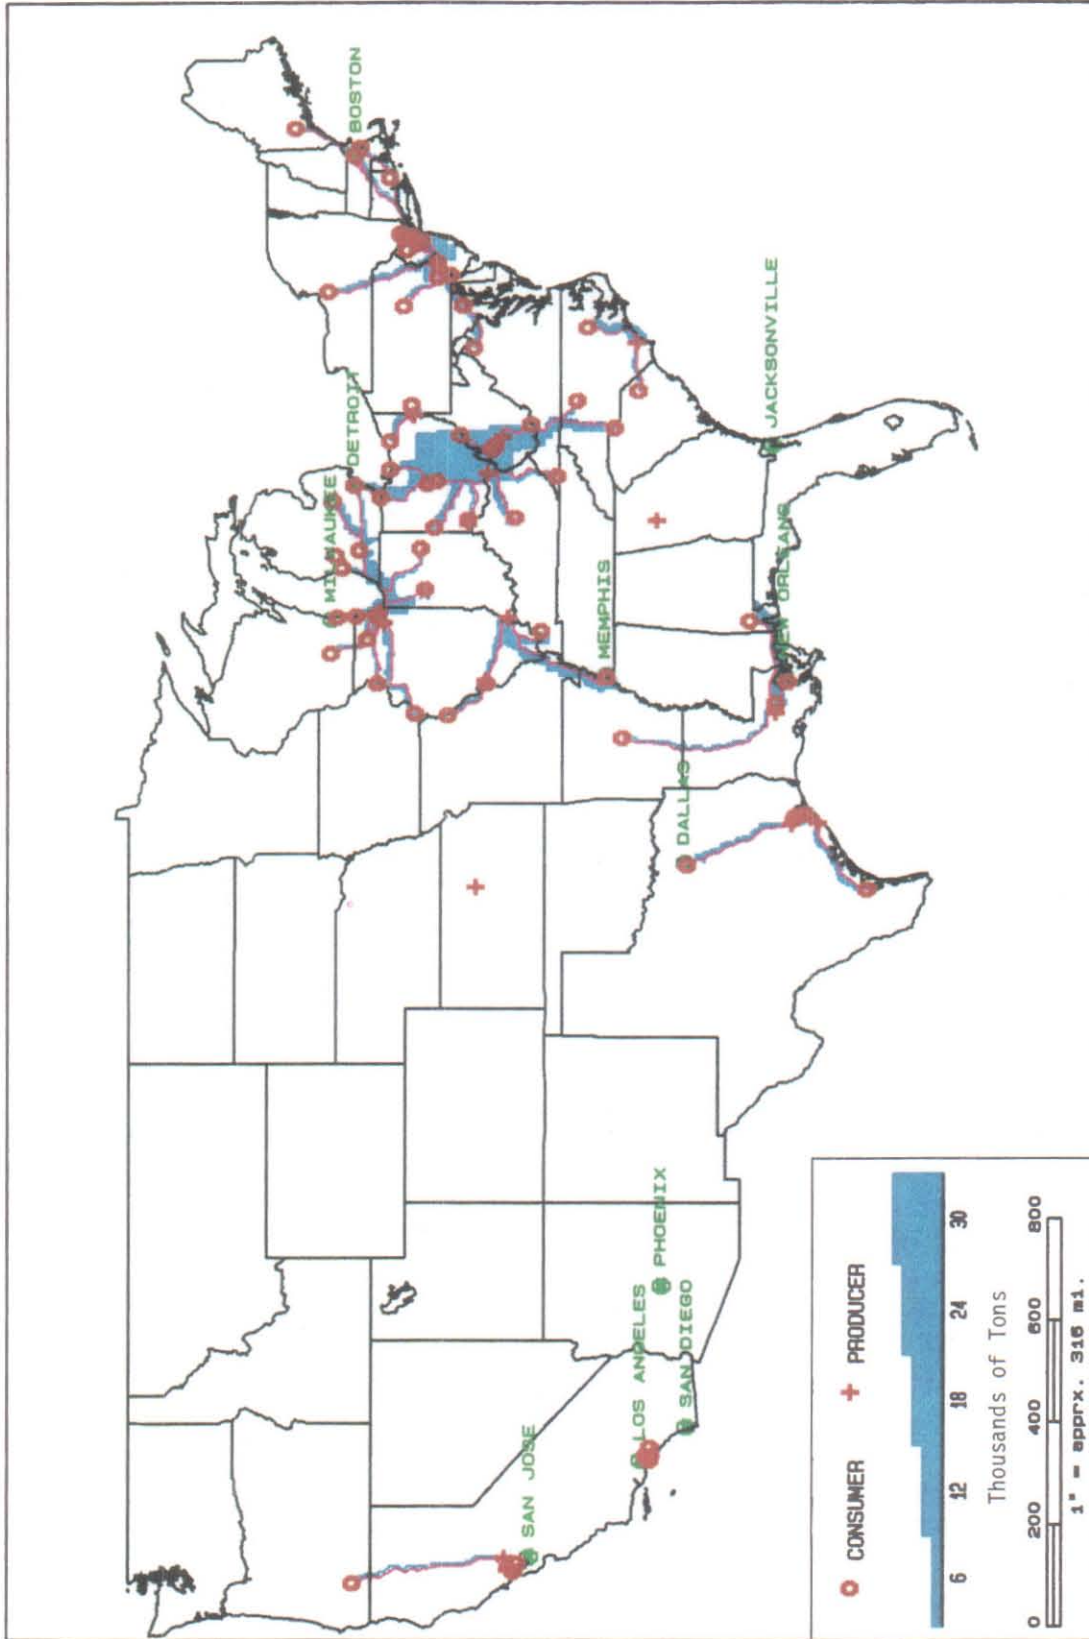 BOSTON
DETROIT
MILWAUKEE
JACKSONVILLE
NEW ORLEANS
MEMPHIS
DALLAS
PHOENIX
LOS ANGELES
SAN DIEGO
SAN JOSE
CONSUMER PRODUCER
6 12 18 24 30
Thousands of Tons
0 200 400 600 800
1" = apprx. 316 mi.